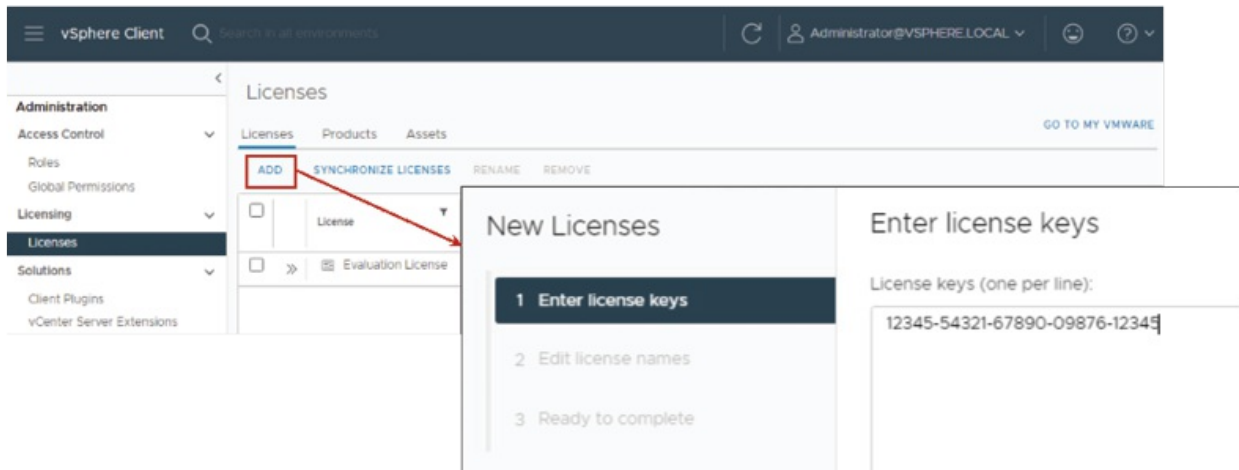 vSphere Client
Search in all environments
Administrator@VSPHERE.LOCAL
Administration
Access Control
Roles
Global Permissions
Licensing
Licenses
Solutions
Client Plugins
vCenter Server Extensions
Licenses
GO TO MY VMWARE
Licenses Products Assets
ADD SYNCHRONIZE LICENSES RENAME REMOVE
License
Evaluation License
New Licenses
1 Enter license keys
2 Edit license names
3 Ready to complete
Enter license keys
License keys (one per line):
12345-54321-67890-09876-12345